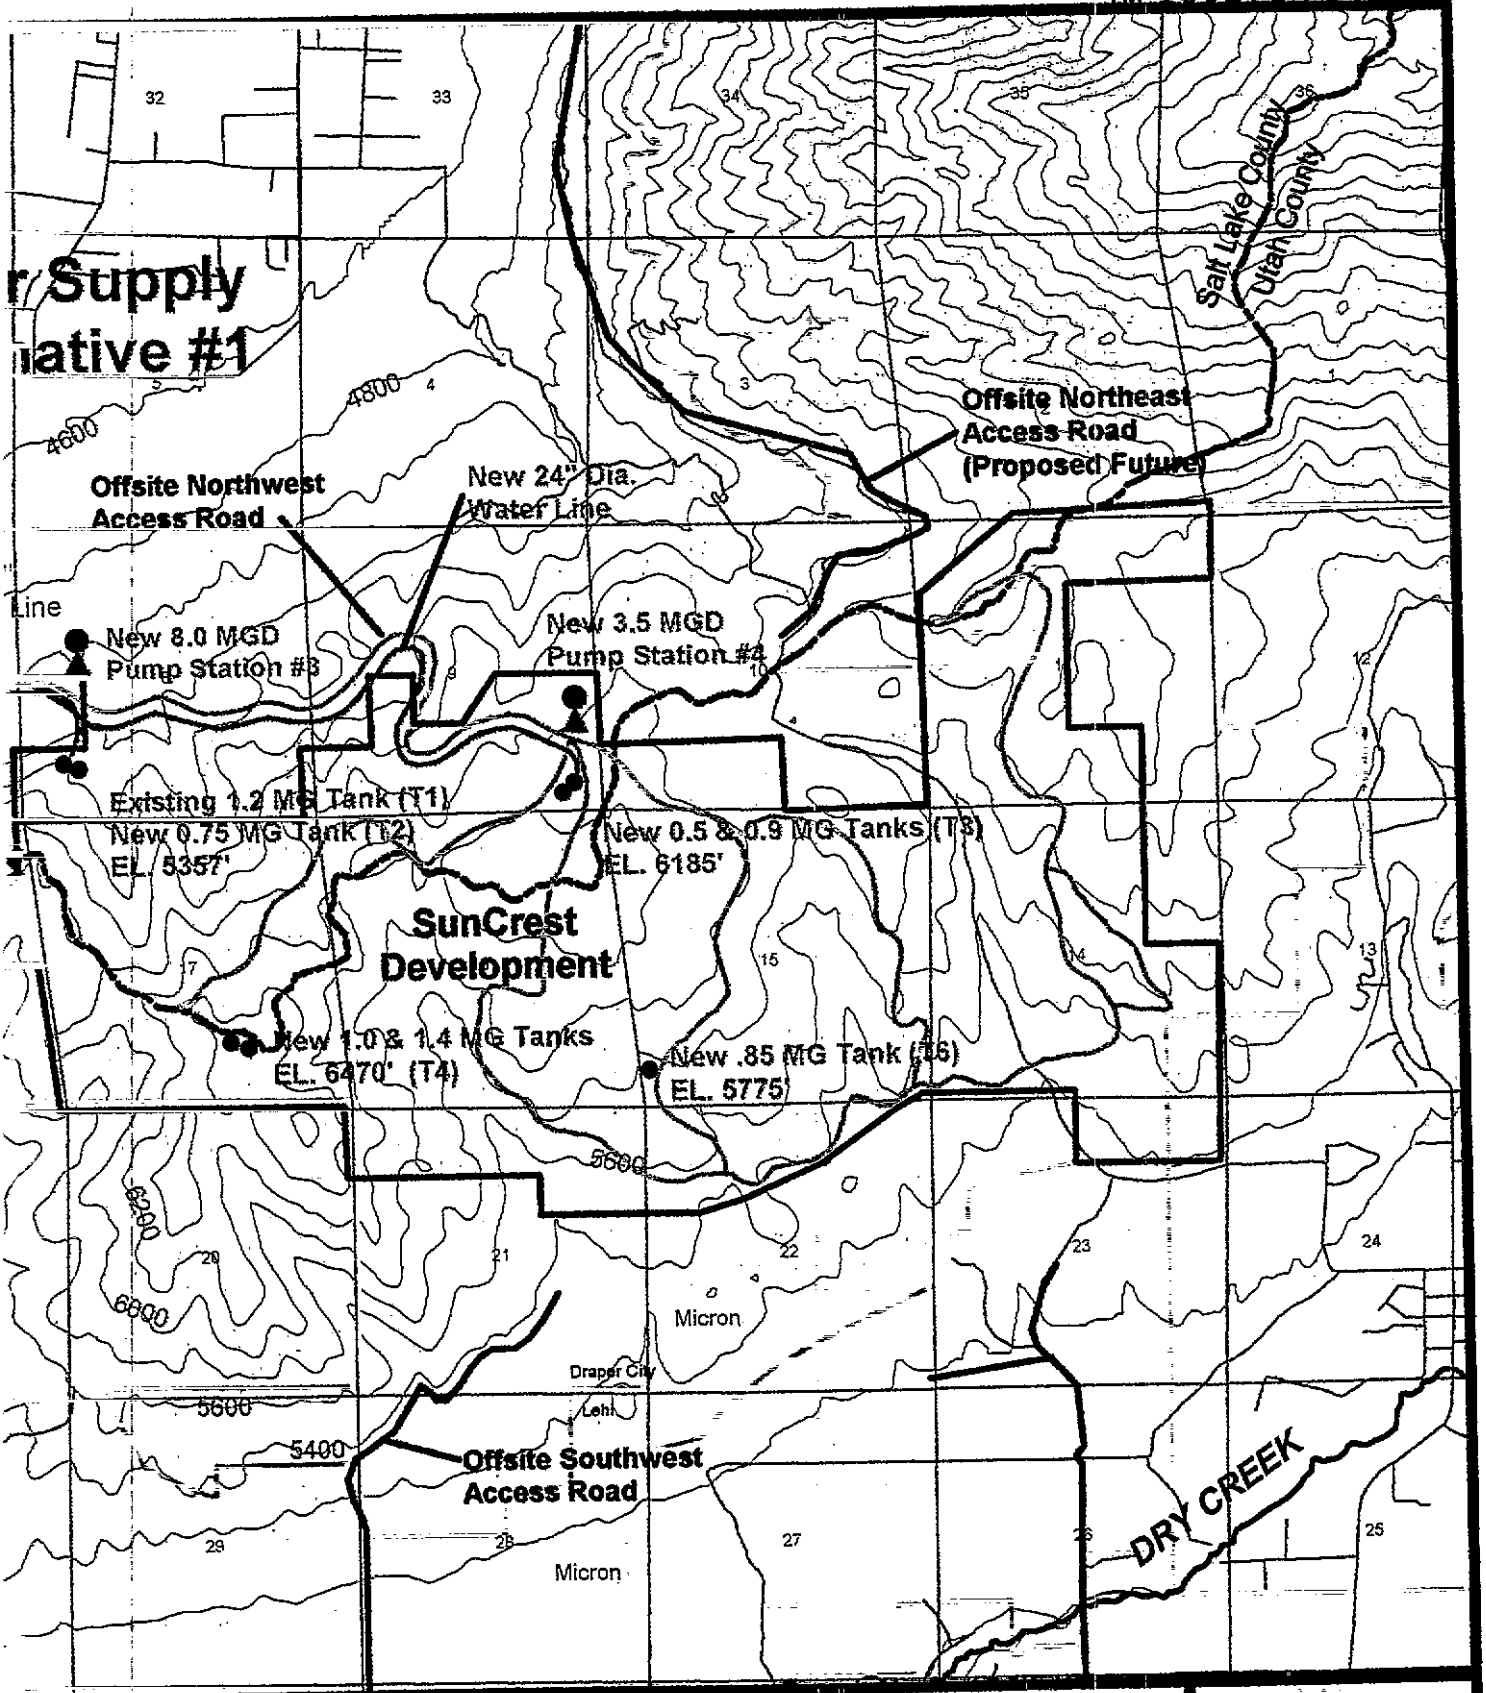 32
33
34
35
36
Salt Lake County
Utah County
r Supply
iative #1
5
4800
4
3
1
4600
Offsite Northeast
Access Road
(Proposed Future)
Offsite Northwest
Access Road
New 24" Dia.
Water Line
Line
New 8.0 MGD
Pump Station #3
New 3.5 MGD
Pump Station #4
9
10
12
Existing 1.2 MG Tank (T1)
New 0.75 MG Tank (T2)
EL. 5357'
New 0.5 & 0.9 MG Tanks (T3)
EL. 6185'
SunCrest
Development
7
15
14
13
New 1.0 & 1.4 MG Tanks
EL. 6470' (T4)
New .85 MG Tank (T6)
EL. 5775'
5600
6200
20
21
22
23
24
6600
Micron
Draper City
Lehi
5600
5400
Offsite Southwest
Access Road
DRY CREEK
29
28
27
26
25
Micron